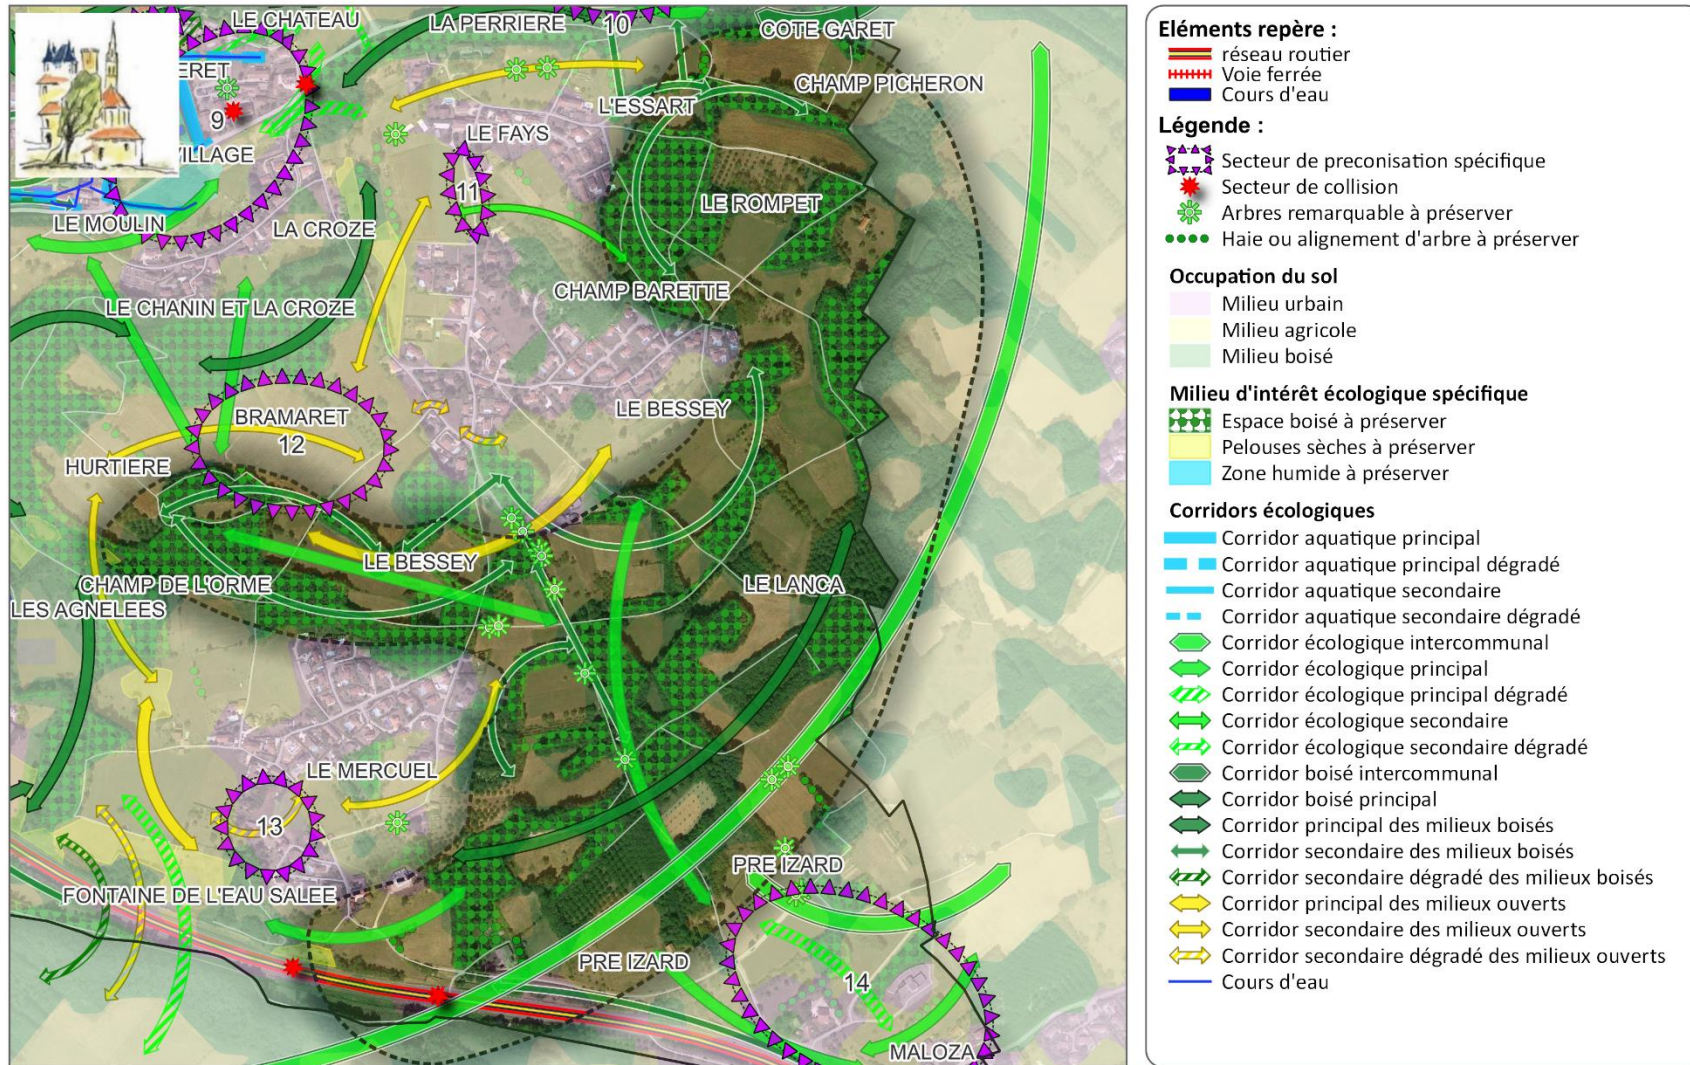 LE CHATEAU
LA PERRIERE
10
COTE GARET
ERET
CHAMP PICHERON
L'ESSART
9
LE FAYS
VILLAGE
11
LE ROMPET
LE MOULIN
LA CROZE
CHAMP BARETTE
LE CHANIN ET LA CROZE
LE BESSEY
BRAMARET
12
HURTIERE
LE BESSEY
CHAMP DE L'ORME
LE LANCA
LES AGNELEES
LE MERCUEL
13
PRE IZARD
FONTAINE DE L'EAU SALEE
PRE IZARD
14
MALOZA
Eléments repère :
réseau routier
Voie ferrée
Cours d'eau
Légende :
Secteur de preconisation spécifique
Secteur de collision
Arbres remarquable à préserver
Haie ou alignement d'arbre à préserver
Occupation du sol
Milieu urbain
Milieu agricole
Milieu boisé
Milieu d'intérêt écologique spécifique
Espace boisé à préserver
Pelouses sèches à préserver
Zone humide à préserver
Corridors écologiques
Corridor aquatique principal
Corridor aquatique principal dégradé
Corridor aquatique secondaire
Corridor aquatique secondaire dégradé
Corridor écologique intercommunal
Corridor écologique principal
Corridor écologique principal dégradé
Corridor écologique secondaire
Corridor écologique secondaire dégradé
Corridor boisé intercommunal
Corridor boisé principal
Corridor principal des milieux boisés
Corridor secondaire des milieux boisés
Corridor secondaire dégradé des milieux boisés
Corridor principal des milieux ouverts
Corridor secondaire des milieux ouverts
Corridor secondaire dégradé des milieux ouverts
Cours d'eau